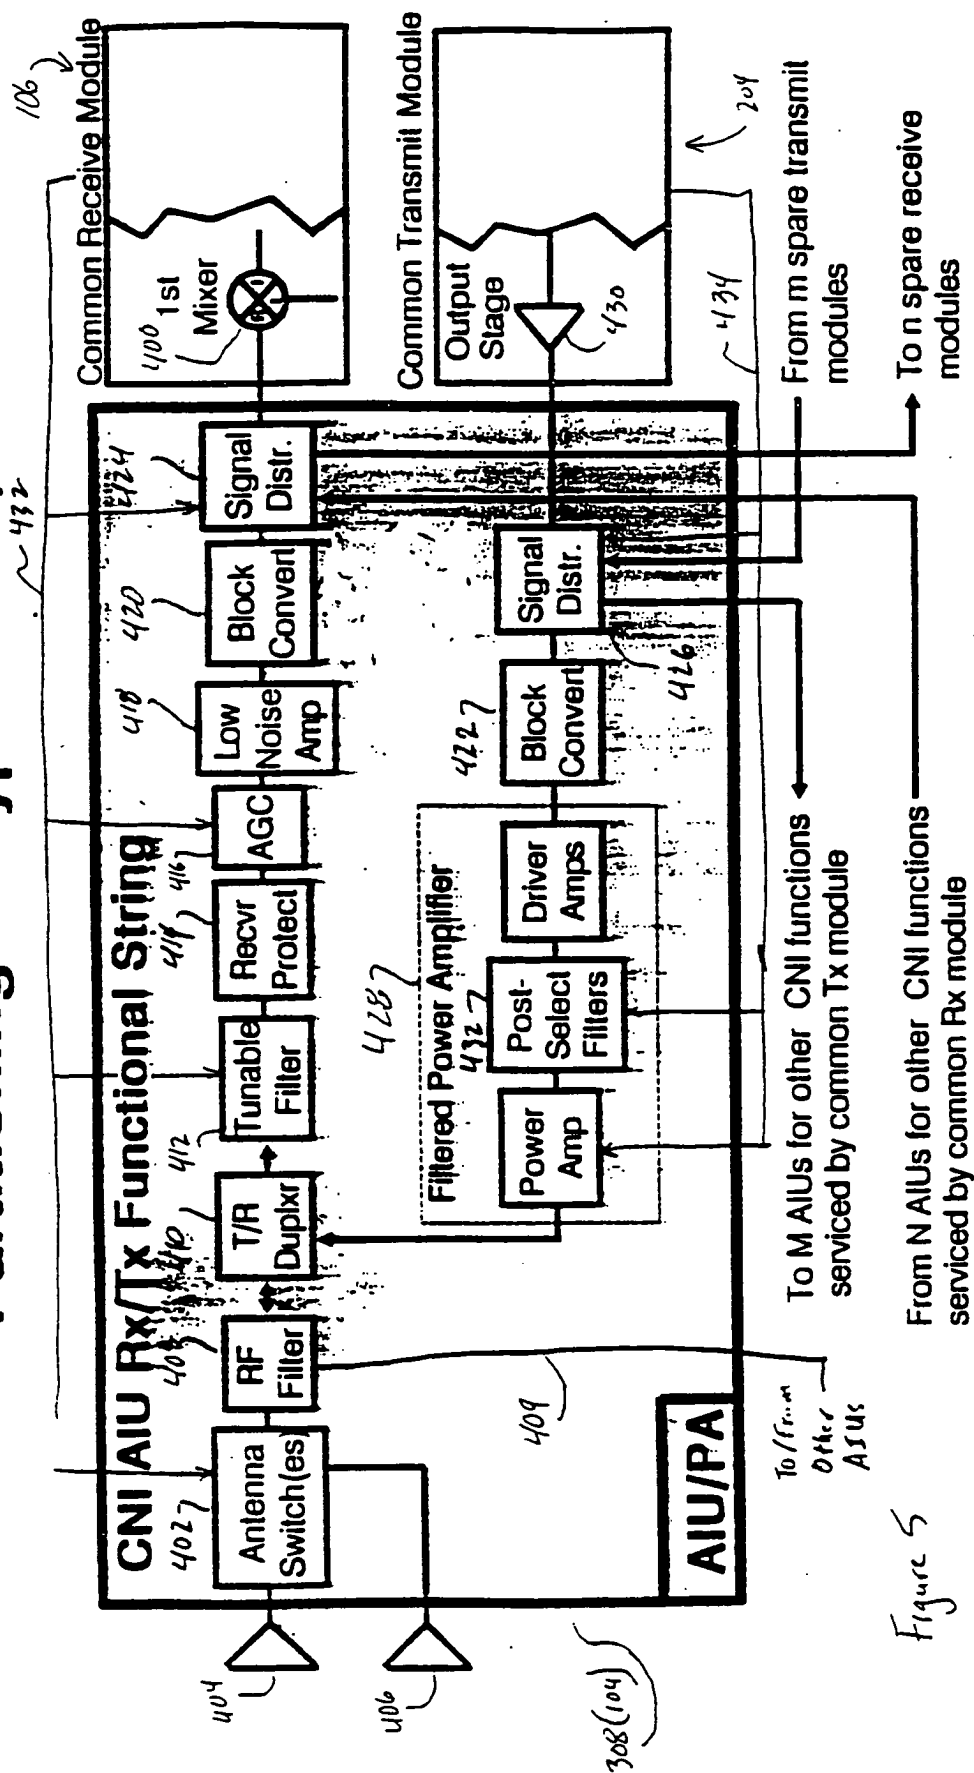 432
106
CNI AIU Rx/Tx Functional String
Common Receive Module
402
Antenna
Switch(es)
RF
Filter
410
T/R
Duplxr
412
Tunable
Filter
414
Recvr
Protect
416
AGC
418
Low
Noise
Amp
420
Block
Convert
424
Signal
Distr.
400
1st
Mixer
404
406
Common Transmit Module
428
Filtered Power Amplifier
Power
Amp
432
Post-
Select
Filters
Driver
Amps
422
Block
Convert
426
Signal
Distr.
Output
Stage
430
204
434
409
308(104)
AIU/PA
To/From
Other
AIUs
To M AIUs for other CNI functions
serviced by common Tx module
From m spare transmit
modules
From N AIUs for other CNI functions
serviced by common Rx module
To n spare receive
modules
Figure 5